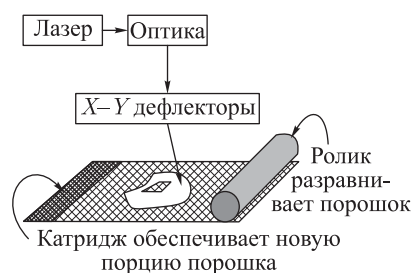 Лазер
Оптика
X–Y дефлекторы
Ролик
разравни-
вает порошок
Катридж обеспечивает новую
порцию порошка